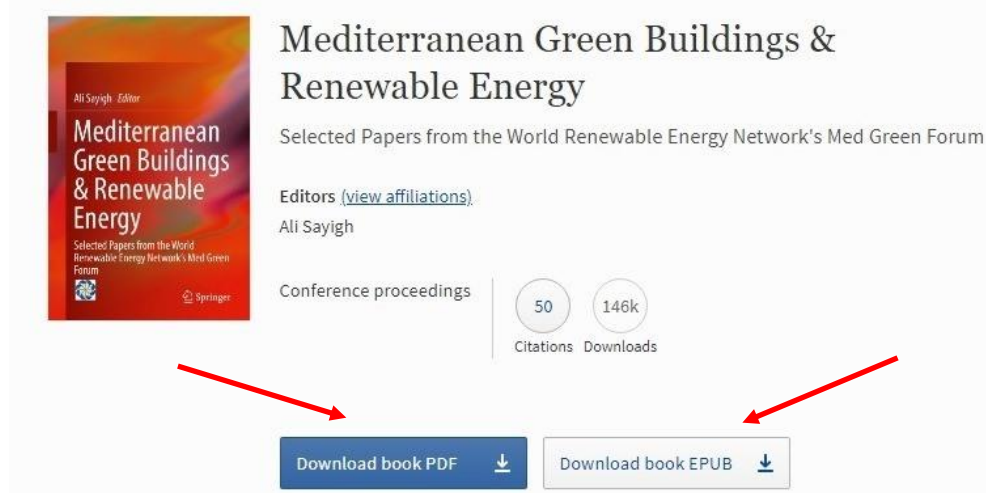 Ali Sayigh Editor
Mediterranean
Green Buildings
& Renewable
Energy
Selected Papers from the World
Renewable Energy Network's Med Green
Forum
Springer
Mediterranean Green Buildings &
Renewable Energy
Selected Papers from the World Renewable Energy Network's Med Green Forum
Editors (view affiliations)
Ali Sayigh
Conference proceedings
50
146k
Citations Downloads
Download book PDF
Download book EPUB